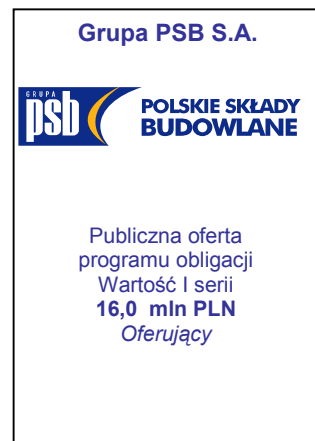 Grupa PSB S.A.
GRUPA
psb
POLSKIE SKŁADY
BUDOWLANE
Publiczna oferta
programu obligacji
Wartość I serii
16,0 mln PLN
Oferujący